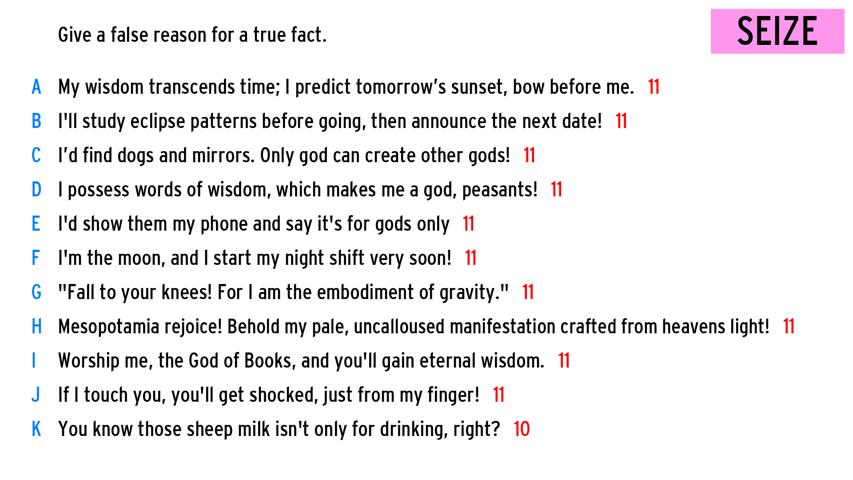 Give a false reason for a true fact.
SEIZE
A My wisdom transcends time; I predict tomorrow’s sunset, bow before me. 11
B I'll study eclipse patterns before going, then announce the next date! 11
C I’d find dogs and mirrors. Only god can create other gods! 11
D I possess words of wisdom, which makes me a god, peasants! 11
E I'd show them my phone and say it's for gods only 11
F I'm the moon, and I start my night shift very soon! 11
G "Fall to your knees! For I am the embodiment of gravity." 11
H Mesopotamia rejoice! Behold my pale, uncalloused manifestation crafted from heavens light! 11
I Worship me, the God of Books, and you'll gain eternal wisdom. 11
J If I touch you, you'll get shocked, just from my finger! 11
K You know those sheep milk isn't only for drinking, right? 10